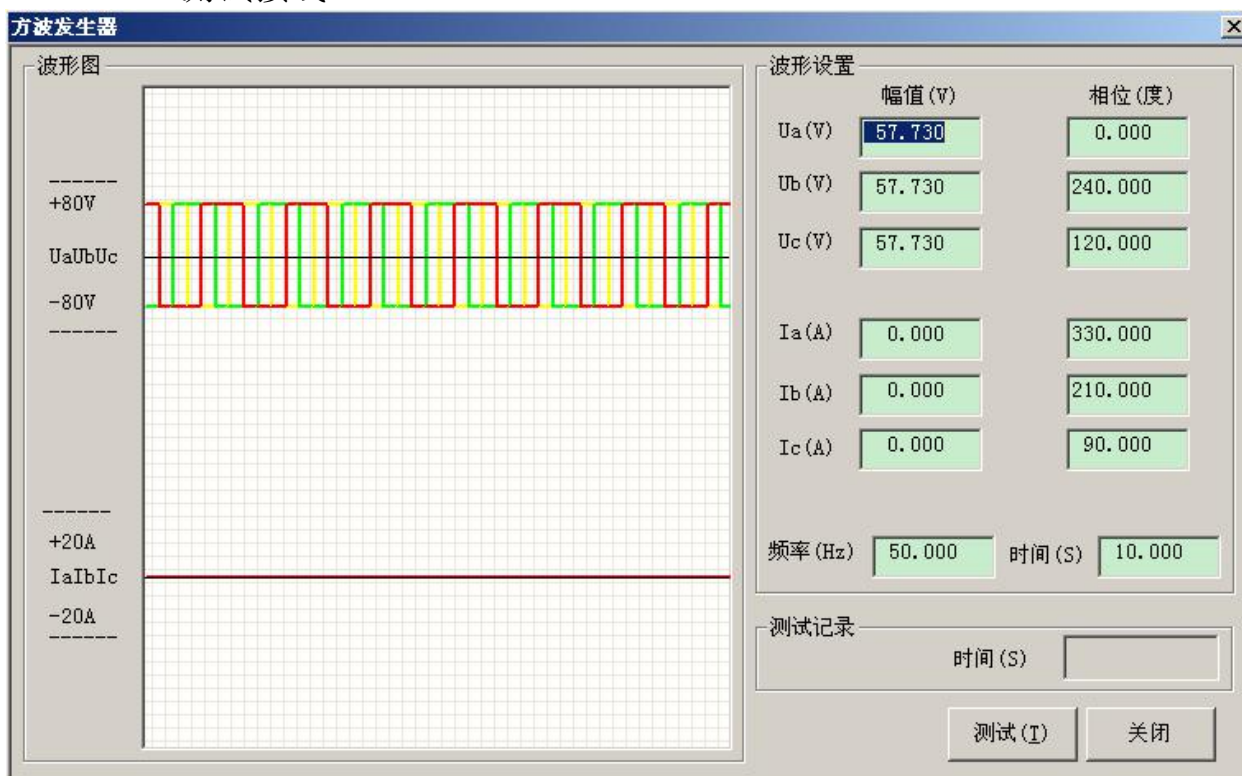 方波发生器
波形图
+80V
UaUbUc
-80V
+20A
IaIbIc
-20A
波形设置
幅值(V) 相位(度)
Ua(V) 57.730 0.000
Ub(V) 57.730 240.000
Uc(V) 57.730 120.000
Ia(A) 0.000 330.000
Ib(A) 0.000 210.000
Ic(A) 0.000 90.000
频率(Hz) 50.000 时间(S) 10.000
测试记录
时间(S)
测试(T) 关闭